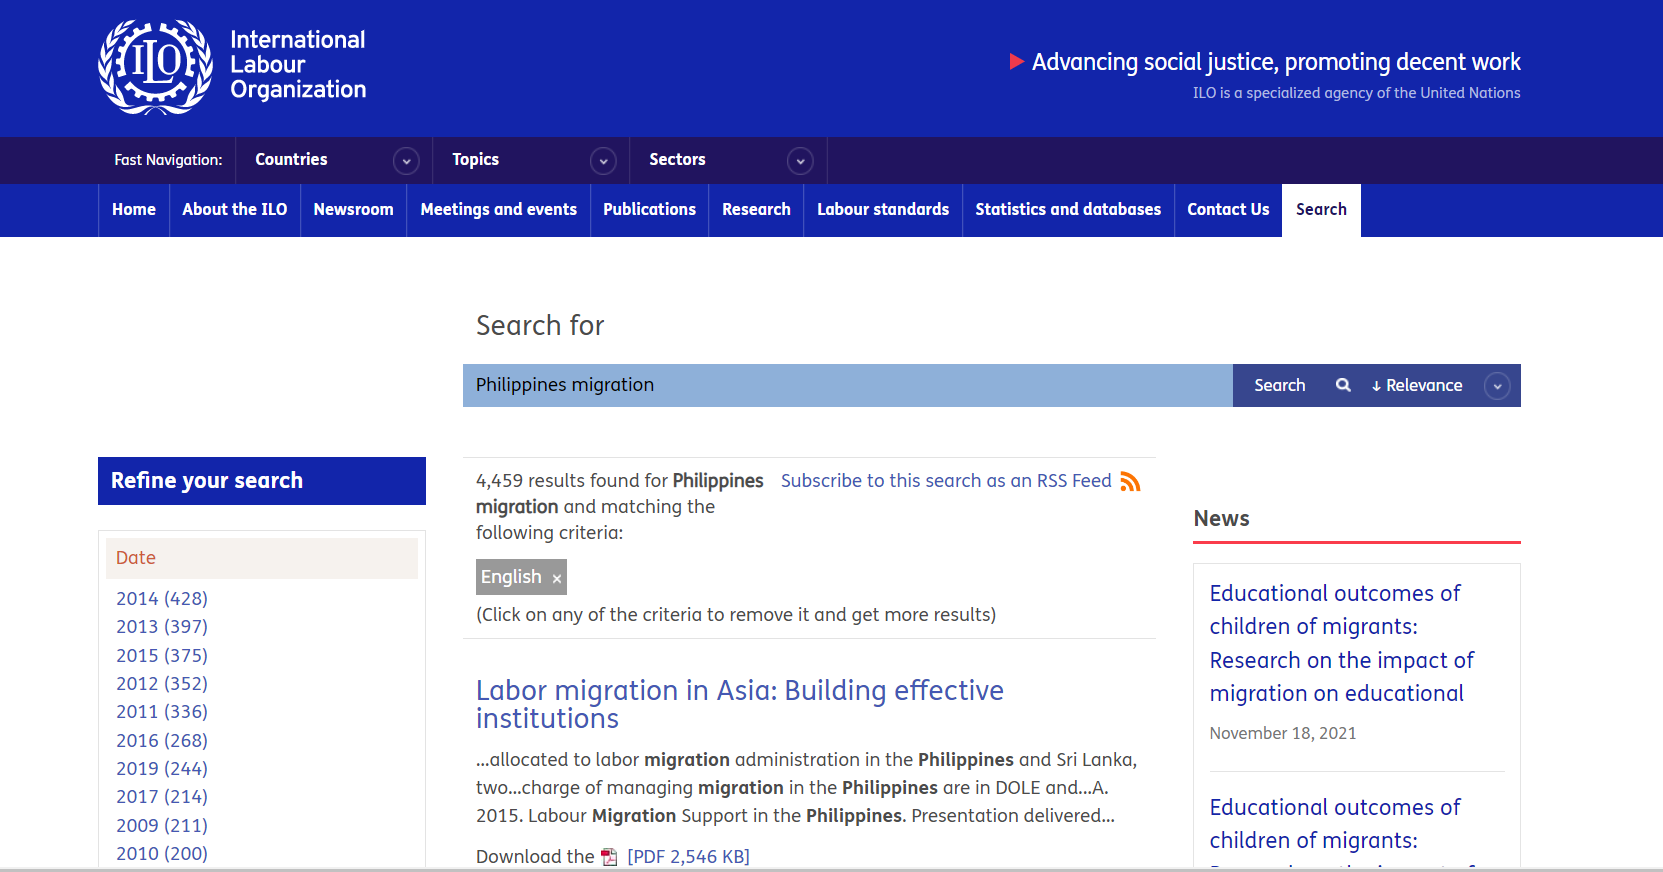 ILO
International
Labour
Organization
Advancing social justice, promoting decent work
ILO is a specialized agency of the United Nations
Fast Navigation: Countries Topics Sectors
Home About the ILO Newsroom Meetings and events Publications Research Labour standards Statistics and databases Contact Us Search
Search for
Philippines migration Search ↓ Relevance
Refine your search
Date
2014 (428)
2013 (397)
2015 (375)
2012 (352)
2011 (336)
2016 (268)
2019 (244)
2017 (214)
2009 (211)
2010 (200)
4,459 results found for Philippines
migration and matching the
following criteria:
Subscribe to this search as an RSS Feed
English ×
(Click on any of the criteria to remove it and get more results)
Labor migration in Asia: Building effective
institutions
...allocated to labor migration administration in the Philippines and Sri Lanka,
two...charge of managing migration in the Philippines are in DOLE and...A.
2015. Labour Migration Support in the Philippines. Presentation delivered...
Download the [PDF 2,546 KB]
News
Educational outcomes of
children of migrants:
Research on the impact of
migration on educational
November 18, 2021
Educational outcomes of
children of migrants: